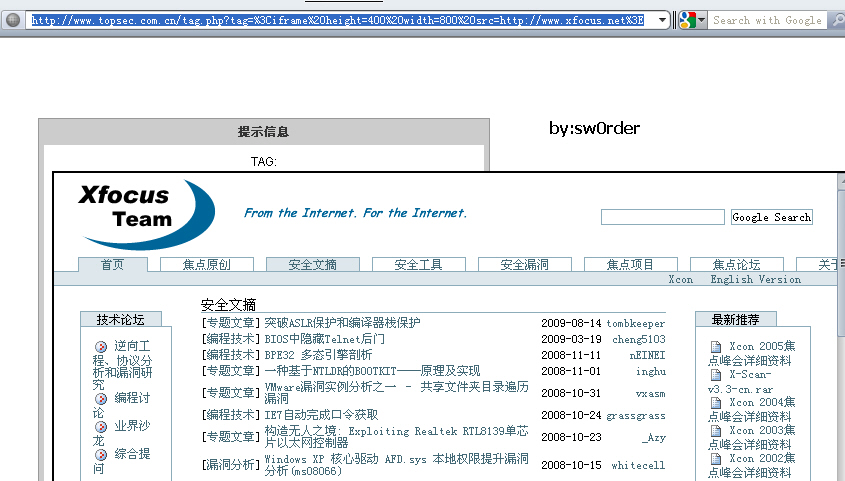 http://www.topsec.com.cn/tag.php?tag=%3Ciframe%20height=400%20width=800%20src=http://www.xfocus.net%3E
Search with Google
提示信息
by:sw0rder
TAG:
Xfocus
Team
From the Internet. For the Internet.
Google Search
首页 焦点原创 安全文摘 安全工具 安全漏洞 焦点项目 焦点论坛 关于
Xcon English Version
技术论坛
逆向工
程、协议分
析和漏洞研
究
编程讨
论
业界沙
龙
综合提
问
安全文摘
[专题文章] 突破ASLR保护和编译器栈保护 2009-08-14 tombkeeper
[编程技术] BIOS中隐藏Telnet后门 2009-03-19 cheng5103
[编程技术] BPE32 多态引擎剖析 2008-11-11 nEINEI
[专题文章] 一种基于NTLDR的BOOTKIT——原理及实现 2008-11-01 inghu
[专题文章] VMware漏洞实例分析之一 - 共享文件夹目录遍历
漏洞 2008-10-31 vxasm
[编程技术] IE7自动完成口令获取 2008-10-24 grassgrass
[专题文章] 构造无人之境: Exploiting Realtek RTL8139单芯
片以太网控制器 2008-10-23 _Azy
[漏洞分析] Windows XP 核心驱动 AFD.sys 本地权限提升漏洞
分析(ms08066) 2008-10-15 whitecell
最新推荐
Xcon 2005焦
点峰会详细资料
X-Scan-
v3.3-cn.rar
Xcon 2004焦
点峰会详细资料
Xcon 2003焦
点峰会详细资料
Xcon 2002焦
点峰会详细资料